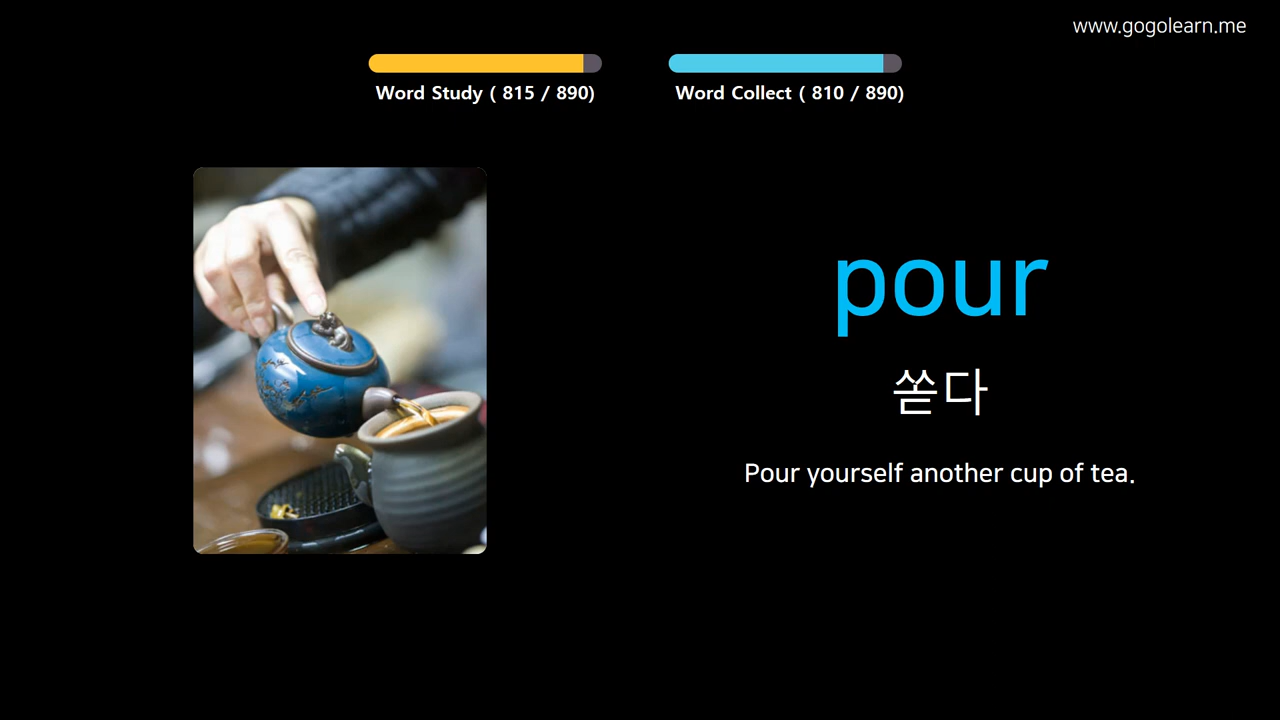 www.gogolearn.me
Word Study ( 815 / 890)
Word Collect ( 810 / 890)
pour
쏟다
Pour yourself another cup of tea.